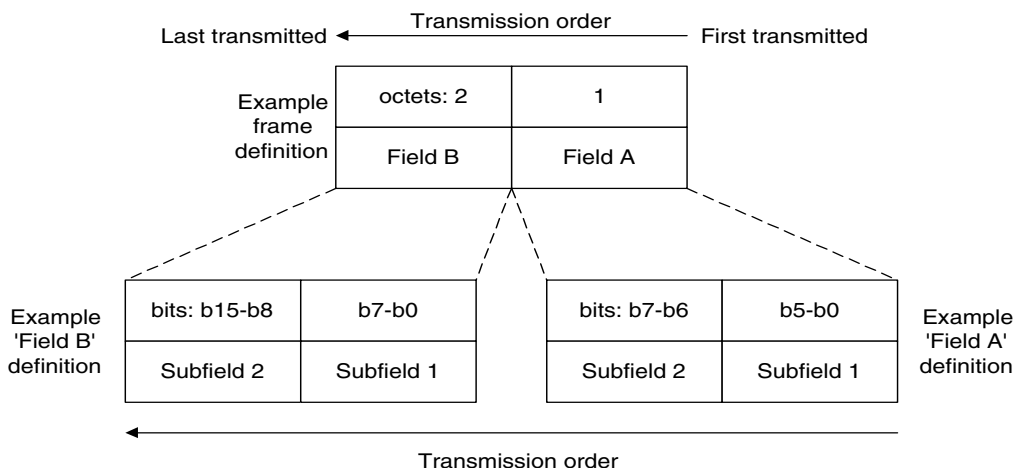 Transmission order
Last transmitted
First transmitted
Example
frame
definition
octets: 2
1
Field B
Field A
Example
'Field B'
definition
bits: b15-b8
b7-b0
Subfield 2
Subfield 1
bits: b7-b6
b5-b0
Subfield 2
Subfield 1
Example
'Field A'
definition
Transmission order